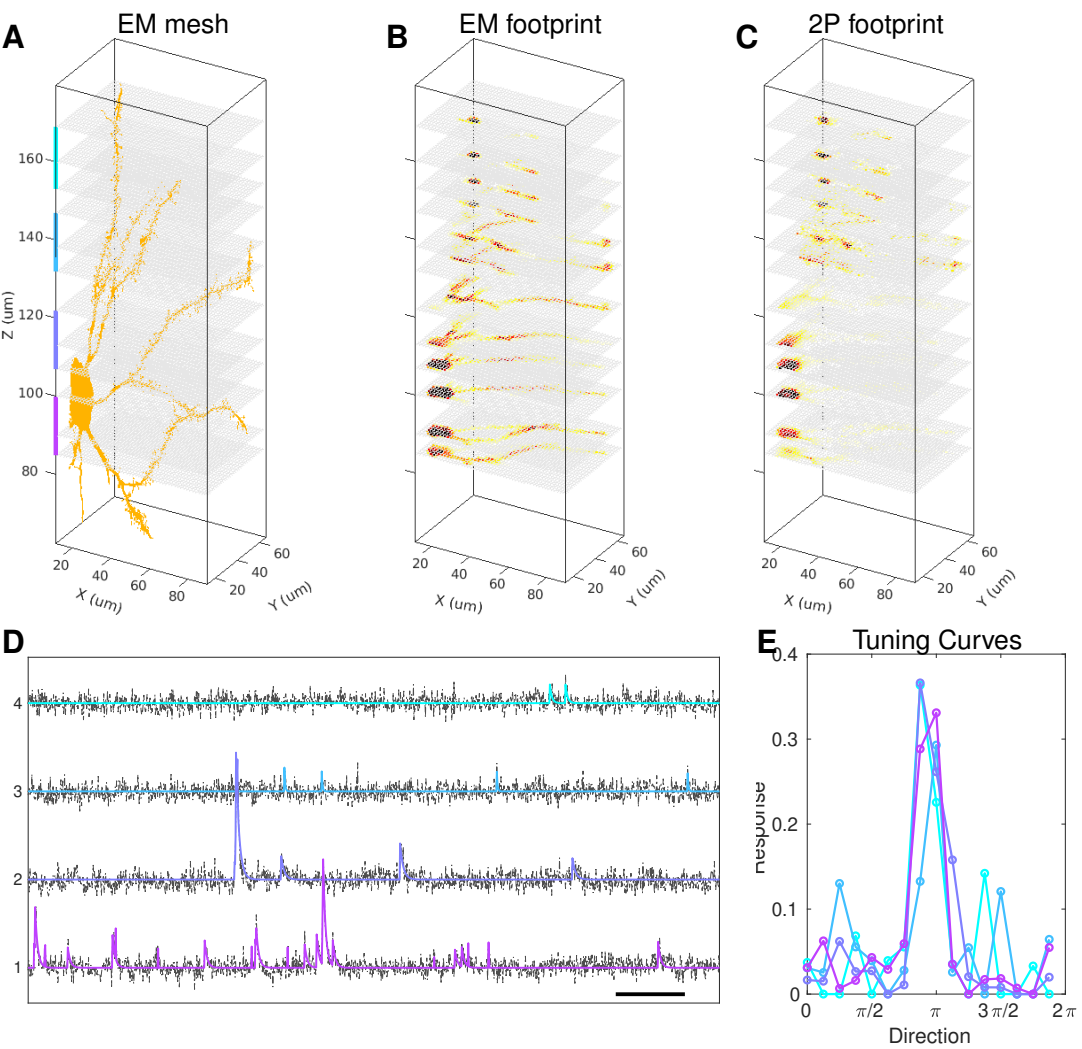 A EM mesh
B EM footprint
C 2P footprint
Z (um)
160
140
120
100
80
20 40 60 80
X (um)
20 40 60
Y (um)
20 40 60 80
X (um)
20 40 60
Y (um)
20 40 60 80
X (um)
20 40 60
Y (um)
D
4
3
2
1
E Tuning Curves
Response
0.4
0.3
0.2
0.1
0
0 π/2 π 3π/2 2π
Direction